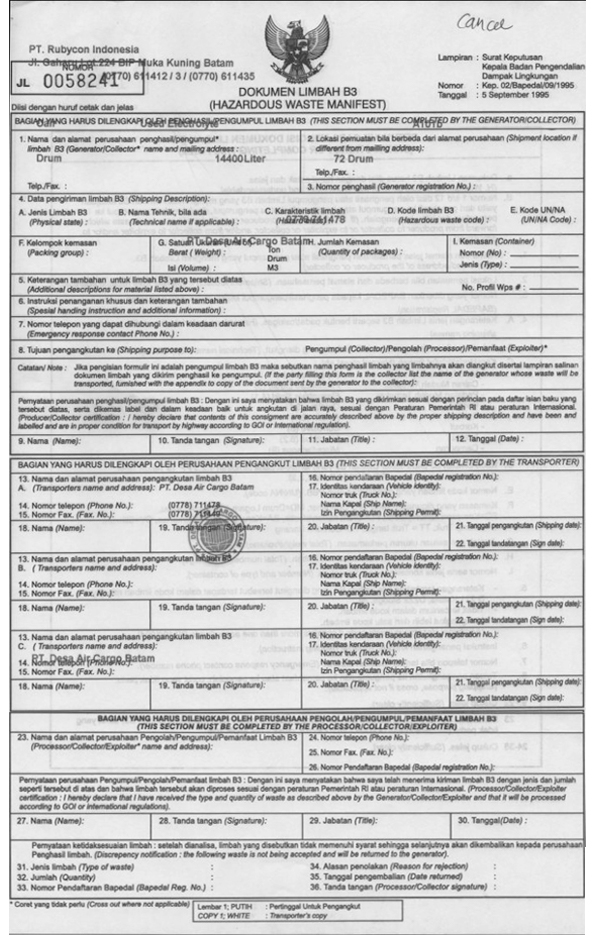 Cancel
PT. Rubycon Indonesia
Jl. Gaharu Lot 224 BIP Muka Kuning Batam
NOMOR
(0770) 611412 / 3 / (0770) 611435
JL 0058241
Lampiran : Surat Keputusan
Kepala Badan Pengendalian
Dampak Lingkungan
Nomor : Kep. 02/Bapedal/09/1995
Tanggal : 5 September 1995
DOKUMEN LIMBAH B3
(HAZARDOUS WASTE MANIFEST)
Diisi dengan huruf cetak dan jelas
BAGIAN YANG HARUS DILENGKAPI OLEH PENGHASIL/PENGUMPUL LIMBAH B3 (THIS SECTION MUST BE COMPLETED BY THE GENERATOR/COLLECTOR)
Used Electrolyte
1. Nama dan alamat perusahaan penghasil/pengumpul*
limbah B3 (Generator/Collector* name and mailing address :
Drum 14400Liter
Telp./Fax. :
2. Lokasi pemuatan bila berbeda dari alamat perusahaan (Shipment location if
different from mailling address):
72 Drum
Telp./Fax. :
3. Nomor penghasil (Generator registration No.) :
4. Data pengiriman limbah B3 (Shipping Description):
A. Jenis Limbah B3
(Physical state) :
B. Nama Tehnik, bila ada
(Technical name if applicable) :
C. Karakteristik limbah
0778 711478
D. Kode limbah B3
(Hazardous waste code) :
E. Kode UN/NA
(UN/NA Code) :
F. Kelompok kemasan
(Packing group) :
PT. Desa Air Cargo Batam
G. Satuan Ukuran
Berat ( Weight) : Ton
Drum
Isi (Volume) : M3
H. Jumlah Kemasan
(Quantity of packages) :
I. Kemasan (Container)
Nomor (No) :
Jenis (Type) :
5. Keterangan tambahan untuk limbah B3 yang tersebut diatas
(Additional descriptions for material listed above) :
No. Profil Wps # :
6. Instruksi penanganan khusus dan keterangan tambahan
(Spesial handing instruction and additional information) :
7. Nomor telepon yang dapat dihubungi dalam keadaan darurat
(Emergency response contact Phone No.) :
8. Tujuan pengangkutan ke (Shipping purpose to): Pengumpul (Collector)/Pengolah (Processor)/Pemanfaat (Exploiter)*
Catatan/ Note : Jika pengisian formulir ini adalah pengumpul limbah B3 maka sebutkan nama penghasil limbah yang limbahnya akan diangkut disertai lampiran salinen
dokumen limbah yang dikirim penghasil ke pengumpul. (If the party filling this form is the collector list the name of the generator whose waste will be
transported, furnished with the appendix to copy of the document sent by the generator to the collector):
Pernyataan perusahaan penghasil/pengumpul limbah B3 : Dengan ini saya menyatakan bahwa limbah B3 yang dikirimkan sesuai dengan perincian pada daftar isian baku yang
tersebut diatas, serta dikemas label dan dalam keadaan baik untuk angkutan di jalan raya, sesuai dengan Peraturan Pemerintah RI atau peraturan Internasional.
(Producer/Collector certification : I hereby declare that contents of this consigment are accurately described above by the proper shipping description and have been and
labelled and are in proper condition for transport by highway according to GOI or International regulation).
9. Nama (Name): 10. Tanda tangan (Signature): 11. Jabatan (Title) : 12. Tanggal (Date) :
BAGIAN YANG HARUS DILENGKAPI OLEH PERUSAHAAN PENGANGKUT LIMBAH B3 (THIS SECTION MUST BE COMPLETED BY THE TRANSPORTER)
13. Nama dan alamat perusahaan pengangkutan limbah B3
A. (Transporters name and address): PT. Desa Air Cargo Batam
14. Nomor telepon (Phone No.): (0778) 711478
15. Nomor Fax. (Fax. No.):
16. Nomor pendaftaran Bapedal (Bapedal registration No.):
17. Identitas kendaraan (Vehicle identity):
Nomor truk (Truck No.):
Nama Kapal (Ship Name):
Izin Pengangkutan (Shipping Permit):
18. Nama (Name): 19. Tanda tangan (Signature): 20. Jabatan (Title) : 21. Tanggal pengangkutan (Shipping date):
22. Tanggal landatangan (Sign date):
13. Nama dan alamat perusahaan pengangkutan limbah B3
B. ( Transporters name and address):
14. Nomor telepon (Phone No.):
15. Nomor Fax. (Fax. No.):
16. Nomor pendaftaran Bapedal (Bapedal registration No.):
17. Identitas kendaraan (Vehicle identity):
Nomor truk (Truck No.):
Nama Kapal (Ship Name):
Izin Pengangkutan (Shipping Permit):
18. Nama (Name): 19. Tanda tangan (Signature): 20. Jabatan (Title) : 21. Tanggal pengangkutan (Shipping date):
22. Tanggal landatangan (Sign date):
13. Nama dan alamat perusahaan pengangkutan limbah B3
C. ( Transporters name and address):
PT. Desa Air Cargo Batam
14. Nomor telepon (Phone No.):
15. Nomor Fax. (Fax. No.):
16. Nomor pendaftaran Bapedal (Bapedal registration No.):
17. Identitas kendaraan (Vehicle identity):
Nomor truk (Truck No.):
Nama Kapal (Ship Name):
Izin Pengangkutan (Shipping Permit):
18. Nama (Name): 19. Tanda tangan (Signature): 20. Jabatan (Title) : 21. Tanggal pengangkutan (Shipping date):
22. Tanggal landatangan (Sign date):
BAGIAN YANG HARUS DILENGKAPI OLEH PERUSAHAAN PENGOLAH/PENGUMPUL/PEMANFAAT LIMBAH B3
(THIS SECTION MUST BE COMPLETED BY THE PROCESSOR/COLLECTOR/EXPLOITER)
23. Nama dan alamat perusahaan Pengolah/Pengumpul/Pemanfaat Limbah B3
(Processor/Collector/Exploiter* name and address):
24. Nomor telepon (Phone No.):
25. Nomor Fax. (Fax. No.):
26. Nomor pendaftaran Bapedal (Bapedal registration No.):
Pernyataan perusahaan Pengumpul/Pengolah/Pemanfaat limbah B3 : Dengan ini saya menyatakan bahwa saya telah menerima kiriman limbah B3 dengan jenis dan jumlah
seperti tersebut di atas dan bahwa limbah tersebut akan diproses sesuai dengan peraturan Pemerintah RI atau peraturan internasional. (Processor/Collector/Exploiter
certification : I hereby declare that I have received the type and quantity of waste as described above by the Generator/Collector/Exploiter and that it will be processed
according to GOI or International regulations).
27. Nama (Name): 28. Tanda tangan (Signature): 29. Jabatan (Title): 30. Tanggal(Date) :
Pernyataan ketidaksesuaian limbah : setelah dianalisa, limbah yang disebutkan tidak memenuhi syarat sehingga selanjutnya akan dikembalikan kepada perusahaan
Penghasil limbah. (Discrepency notification : the following waste is not being accepted and will be returned to the generator).
31. Jenis limbah (Type of waste) :
32. Jumlah (Quantity) :
33. Nomor Pendaftaran Bapedal (Bapedal Reg. No.) :
34. Alasan penolakan (Reason for rejection) :
35. Tanggal pengembalian (Date returned) :
36. Tanda tangan (Processor/Collector signature) :
* Coret yang tidak perlu (Cross out where not applicable)
Lembar 1; PUTIH : Pertinggal Untuk Pengangkut
COPY 1; WHITE : Transporter's copy